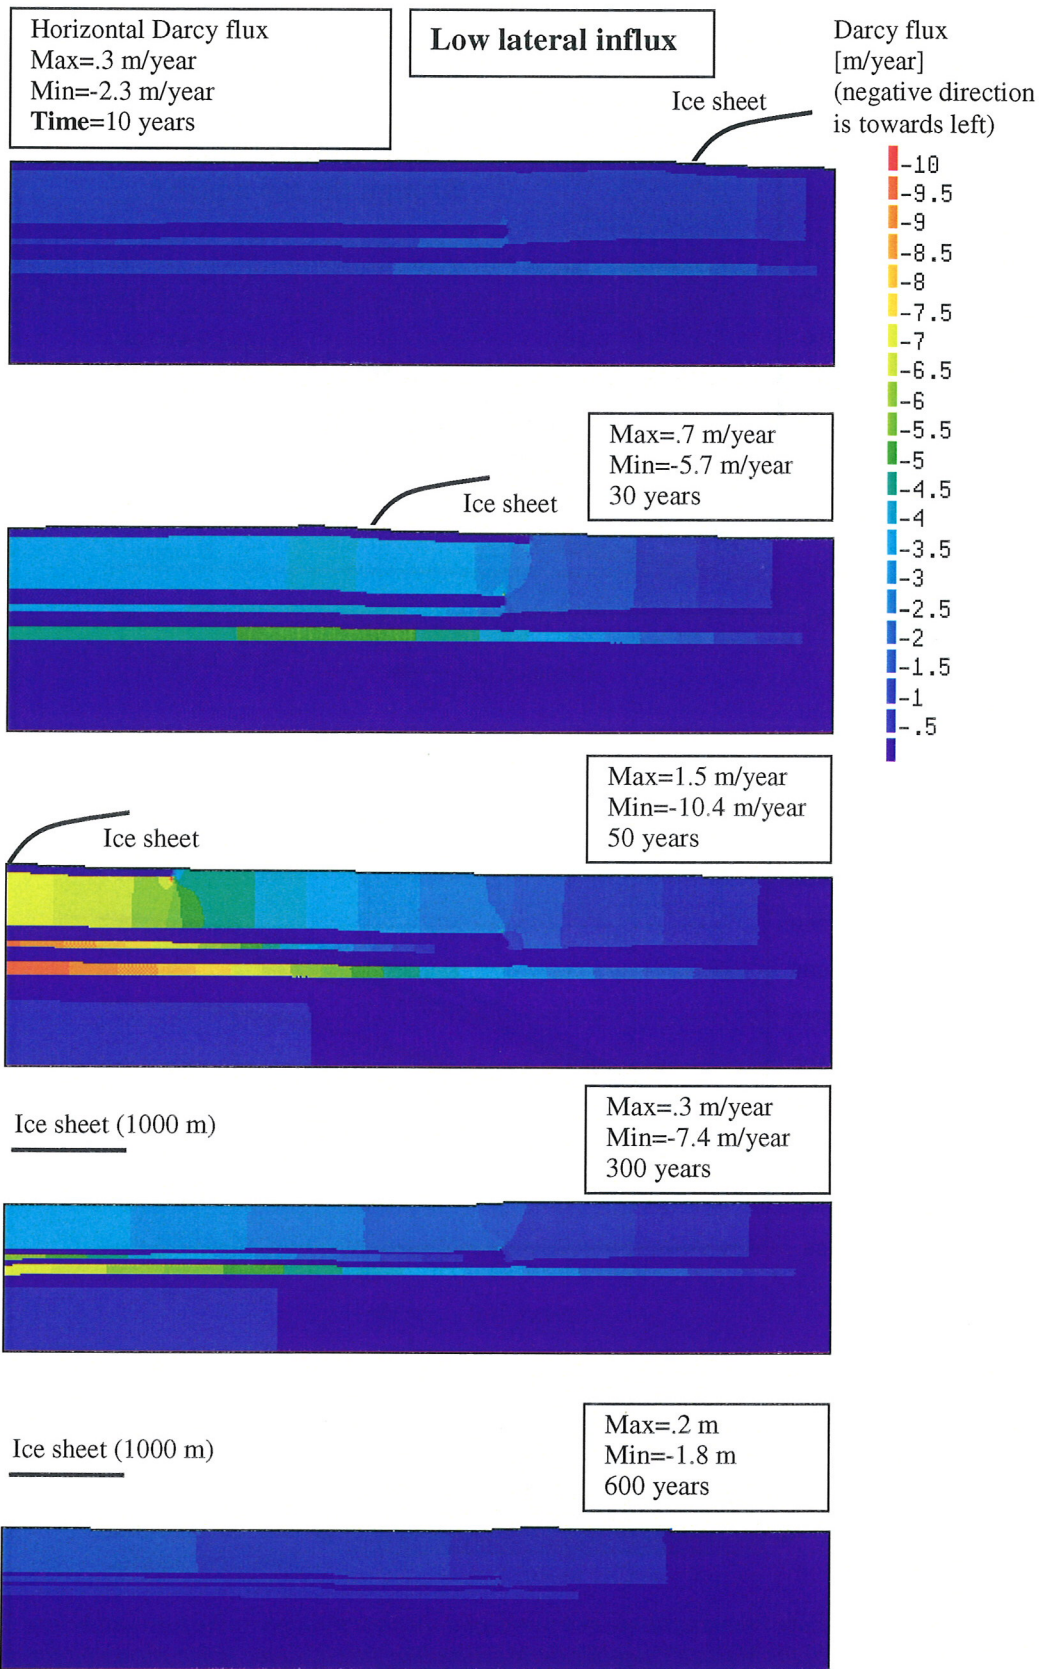 Horizontal Darcy flux
Max=.3 m/year
Min=-2.3 m/year
Time=10 years
Low lateral influx
Ice sheet
Darcy flux
[m/year]
(negative direction
is towards left)
-10
-9.5
-9
-8.5
-8
-7.5
-7
-6.5
-6
-5.5
-5
-4.5
-4
-3.5
-3
-2.5
-2
-1.5
-1
-.5
Max=.7 m/year
Min=-5.7 m/year
30 years
Ice sheet
Max=1.5 m/year
Min=-10.4 m/year
50 years
Ice sheet
Max=.3 m/year
Min=-7.4 m/year
300 years
Ice sheet (1000 m)
Max=.2 m
Min=-1.8 m
600 years
Ice sheet (1000 m)